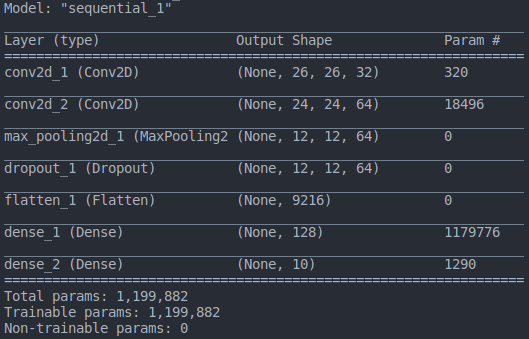 Model: "sequential_1"
Layer (type) Output Shape Param #
conv2d_1 (Conv2D) (None, 26, 26, 32) 320
conv2d_2 (Conv2D) (None, 24, 24, 64) 18496
max_pooling2d_1 (MaxPooling2 (None, 12, 12, 64) 0
dropout_1 (Dropout) (None, 12, 12, 64) 0
flatten_1 (Flatten) (None, 9216) 0
dense_1 (Dense) (None, 128) 1179776
dense_2 (Dense) (None, 10) 1290
Total params: 1,199,882
Trainable params: 1,199,882
Non-trainable params: 0